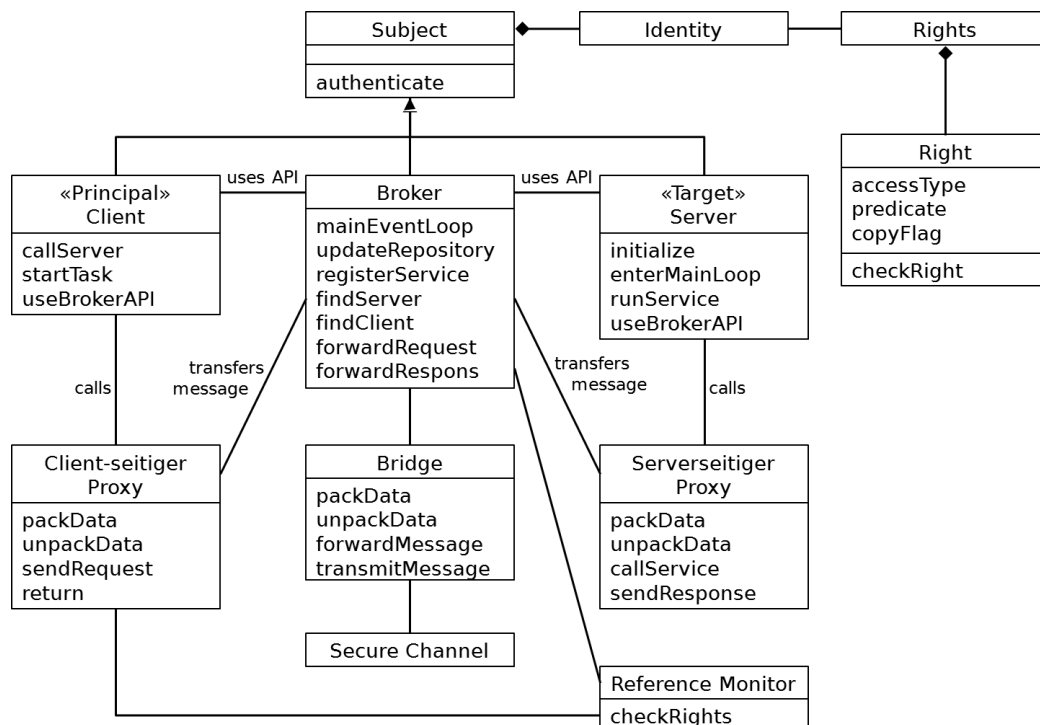 Subject
authenticate
Identity
Rights
Right
accessType
predicate
copyFlag
checkRight
«Principal»
Client
callServer
startTask
useBrokerAPI
uses API
Broker
mainEventLoop
updateRepository
registerService
findServer
findClient
forwardRequest
forwardRespons
uses API
«Target»
Server
initialize
enterMainLoop
runService
useBrokerAPI
calls
transfers
message
transfers
message
calls
Client-seitiger
Proxy
packData
unpackData
sendRequest
return
Bridge
packData
unpackData
forwardMessage
transmitMessage
Serverseitiger
Proxy
packData
unpackData
callService
sendResponse
Secure Channel
Reference Monitor
checkRights